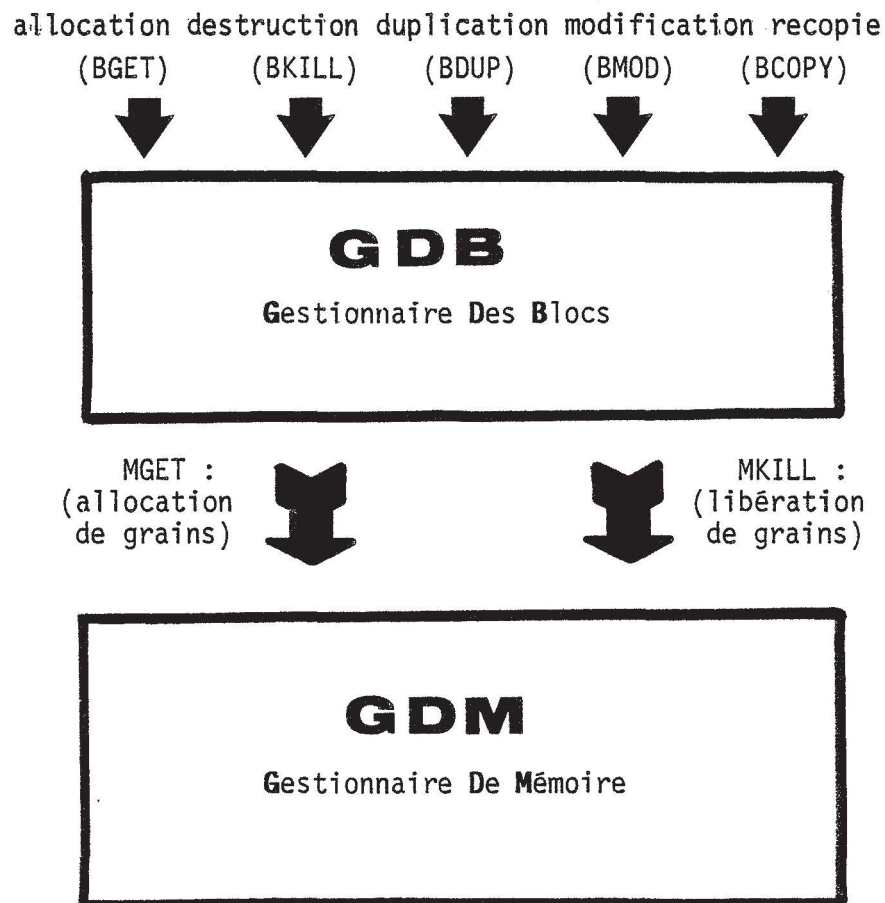 allocation destruction duplication modification recopie
(BGET) (BKILL) (BDUP) (BMOD) (BCOPY)
GDB
Gestionnaire Des Blocs
MGET :
(allocation
de grains)
MKILL :
(libération
de grains)
GDM
Gestionnaire De Mémoire